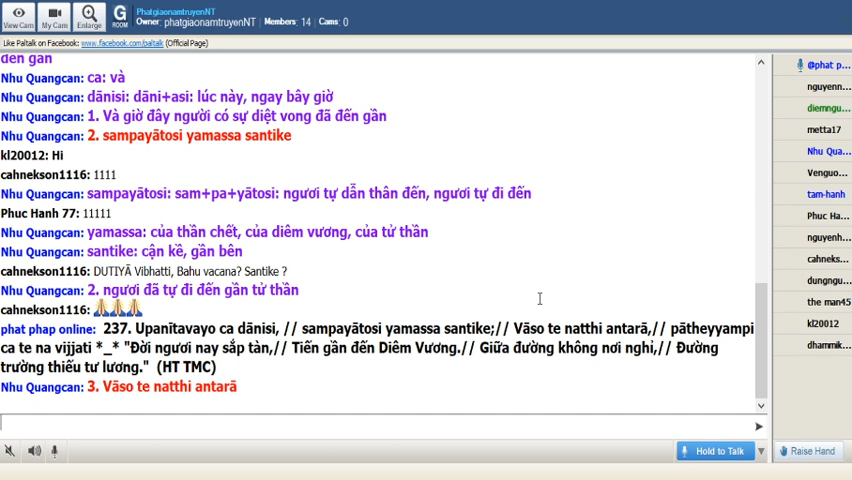 PhatgiaonamtruyenNT
Owner: phatgiaonamtruyenNT Members: 14 Cams: 0
View Cam My Cam Enlarge G ROOM
Like Paltalk on Facebook: www.facebook.com/paltalk (Official Page)
đến gần
Nhu Quangcan: ca: và
Nhu Quangcan: dānisi: dāni+asi: lúc này, ngay bây giờ
Nhu Quangcan: 1. Và giờ đây người có sự diệt vong đã đến gần
Nhu Quangcan: 2. sampayātosi yamassa santike
kl20012: Hi
cahnekson1116: 1111
Nhu Quangcan: sampayātosi: sam+pa+yātosi: ngươi tự dẫn thân đến, ngươi tự đi đến
Phuc Hanh 77: 11111
Nhu Quangcan: yamassa: của thần chết, của diêm vương, của tử thần
Nhu Quangcan: santike: cận kề, gần bên
cahnekson1116: DUTIYĀ Vibhatti, Bahu vacana? Santike ?
Nhu Quangcan: 2. ngươi đã tự đi đến gần tử thần
cahnekson1116:
phat phap online: 237. Upanītavayo ca dānisi, // sampayātosi yamassa santike;// Vāso te natthi antarā,// pātheyyampi
ca te na vijjati *_* "Đời ngươi nay sắp tàn,// Tiến gần đến Diêm Vương.// Giữa đường không nơi nghỉ,// Đường
trường thiếu tư lương." (HT TMC)
Nhu Quangcan: 3. Vāso te natthi antarā
Hold to Talk
Raise Hand
@phat p...
nguyenn...
diemngu...
metta17
Nhu Qua...
Venguo...
tam-hanh
Phuc Ha...
nguyenh...
cahneks...
dungngu...
the man45
kl20012
dhammik...